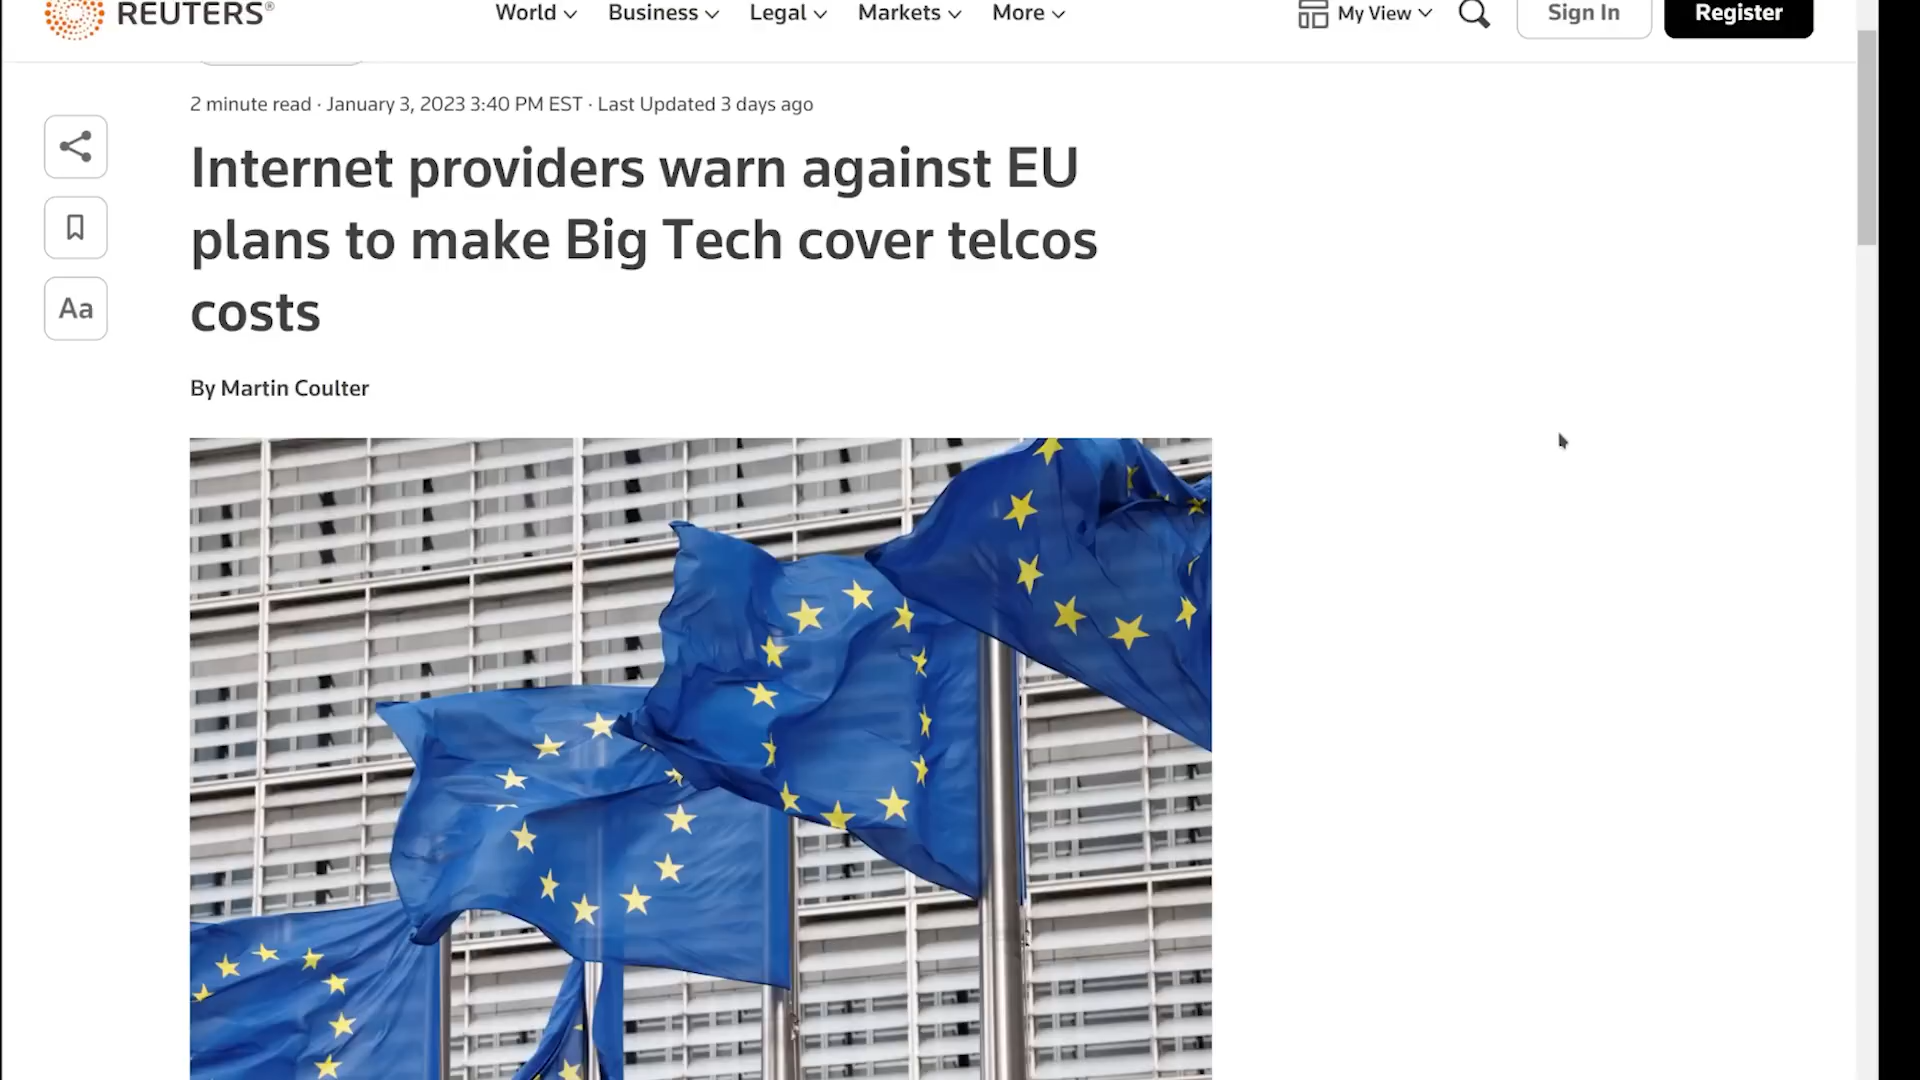 REUTERS®
World
Business
Legal
Markets
More
My View
Sign In
Register
2 minute read · January 3, 2023 3:40 PM EST · Last Updated 3 days ago
Internet providers warn against EU
plans to make Big Tech cover telcos
costs
By Martin Coulter
Aa